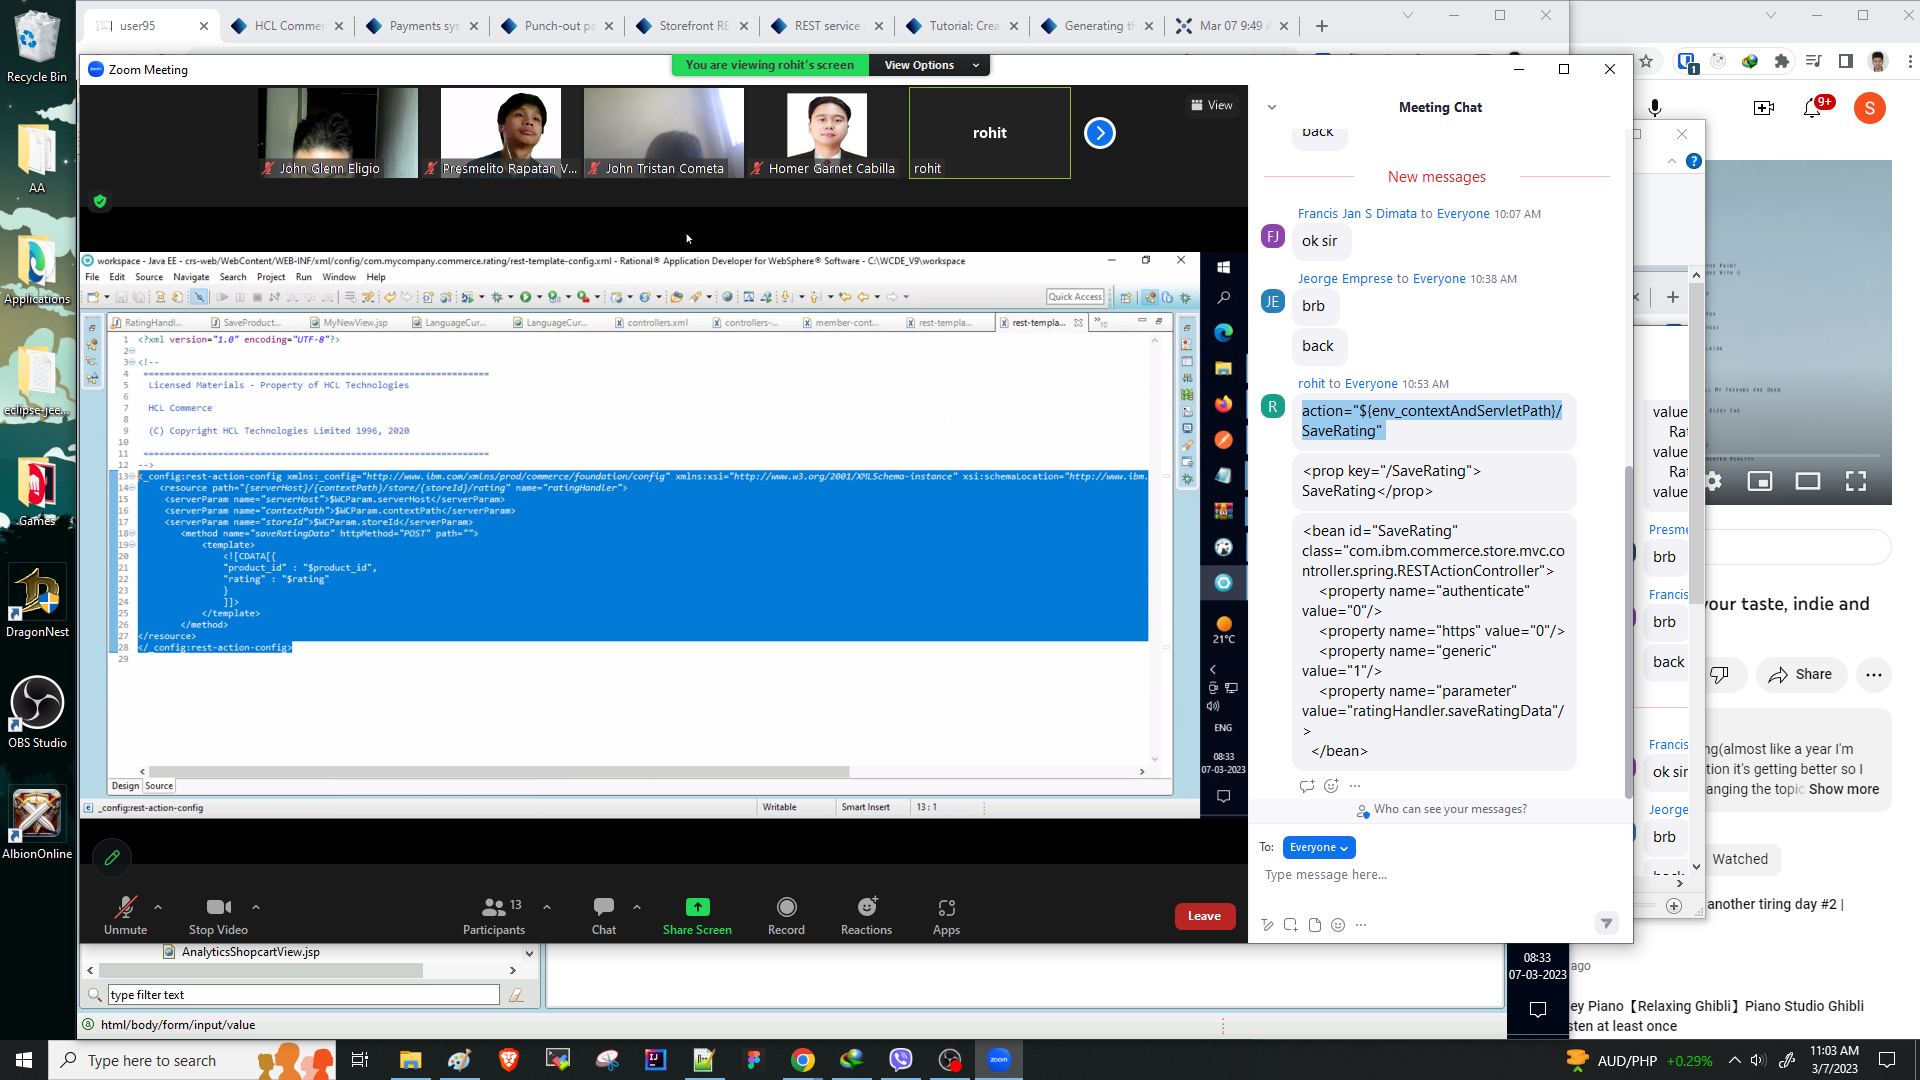 user95
HCL Commer
Payments sys
Punch-out pa
Storefront RE
REST service a
Tutorial: Crea
Generating th
Mar 07 9:49 A
Recycle Bin
AA
Applications
eclipse-jee...
Games
DragonNest
OBS Studio
AlbionOnline
Zoom Meeting
You are viewing rohit's screen
View Options
View
John Glenn Eligio
Presmelito Rapatan V...
John Tristan Cometa
Homer Garnet Cabilla
rohit
rohit
workspace - Java EE - crs-web/WebContent/WEB-INF/xml/config/com.mycompany.commerce.rating/rest-template-config.xml - Rational® Application Developer for WebSphere® Software - C:\WCDE_V9\workspace
File Edit Source Navigate Search Project Run Window Help
Quick Access
RatingHandl...
SaveProduct...
MyNewView.jsp
LanguageCur...
LanguageCur...
controllers.xml
controllers-...
member-cont...
rest-templa...
rest-templa...
10
1 <?xml version="1.0" encoding="UTF-8"?>
2
3 <!--
4 =================================================================
5 Licensed Materials - Property of HCL Technologies
6
7 HCL Commerce
8
9 (C) Copyright HCL Technologies Limited 1996, 2020
10
11 =================================================================
12 -->
13 <_config:rest-action-config xmlns:_config="http://www.ibm.com/xmlns/prod/commerce/foundation/config" xmlns:xsi="http://www.w3.org/2001/XMLSchema-instance" xsi:schemaLocation="http://www.ibm.
14 <resource path="{serverHost}/{contextPath}/store/{storeId}/rating" name="ratingHandler">
15 <serverParam name="serverHost">$WCParam.serverHost</serverParam>
16 <serverParam name="contextPath">$WCParam.contextPath</serverParam>
17 <serverParam name="storeId">$WCParam.storeId</serverParam>
18 <method name="saveRatingData" httpMethod="POST" path="">
19 <template>
20 <![CDATA[{
21 "product_id" : "$product_id",
22 "rating" : "$rating"
23 }
24 ]]>
25 </template>
26 </method>
27 </resource>
28 </_config:rest-action-config>
29
Design Source
_config:rest-action-config
Writable
Smart Insert
13 : 1
21°C
ENG
08:33
07-03-2023
Unmute
Stop Video
13
Participants
Chat
Share Screen
Record
Reactions
Apps
Leave
Meeting Chat
back
New messages
Francis Jan S Dimata to Everyone 10:07 AM
FJ
ok sir
Jeorge Emprese to Everyone 10:38 AM
JE
brb
back
rohit to Everyone 10:53 AM
R
action="${env_contextAndServletPath}/
SaveRating"
<prop key="/SaveRating">
SaveRating</prop>
<bean id="SaveRating"
class="com.ibm.commerce.store.mvc.co
ntroller.spring.RESTActionController">
<property name="authenticate"
value="0"/>
<property name="https" value="0"/>
<property name="generic"
value="1"/>
<property name="parameter"
value="ratingHandler.saveRatingData"/
>
</bean>
Who can see your messages?
To: Everyone
Type message here...
AnalyticsShopcartView.jsp
type filter text
html/body/form/input/value
08:33
07-03-2023
1
9+
S
value
Rat
value
Rat
value
Presme
brb
Francis
brb
back
Francis
ok sir
Jeorge
brb
your taste, indie and
Share
ng(almost like a year I'm
tion it's getting better so I
anging the topic Show more
Watched
another tiring day #2 |
ago
ey Piano【Relaxing Ghibli】Piano Studio Ghibli
sten at least once
Type here to search
zoom
AUD/PHP +0.29%
11:03 AM
3/7/2023